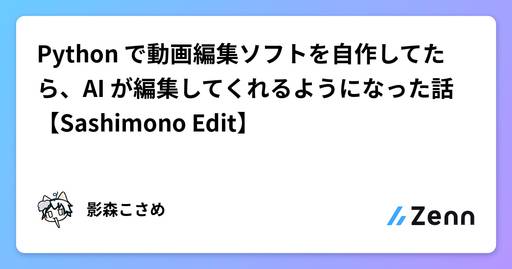 Python で動画編集ソフトを自作してた
ら、AI が編集してくれるようになった話
【Sashimono Edit】
影森こさめ
Zenn